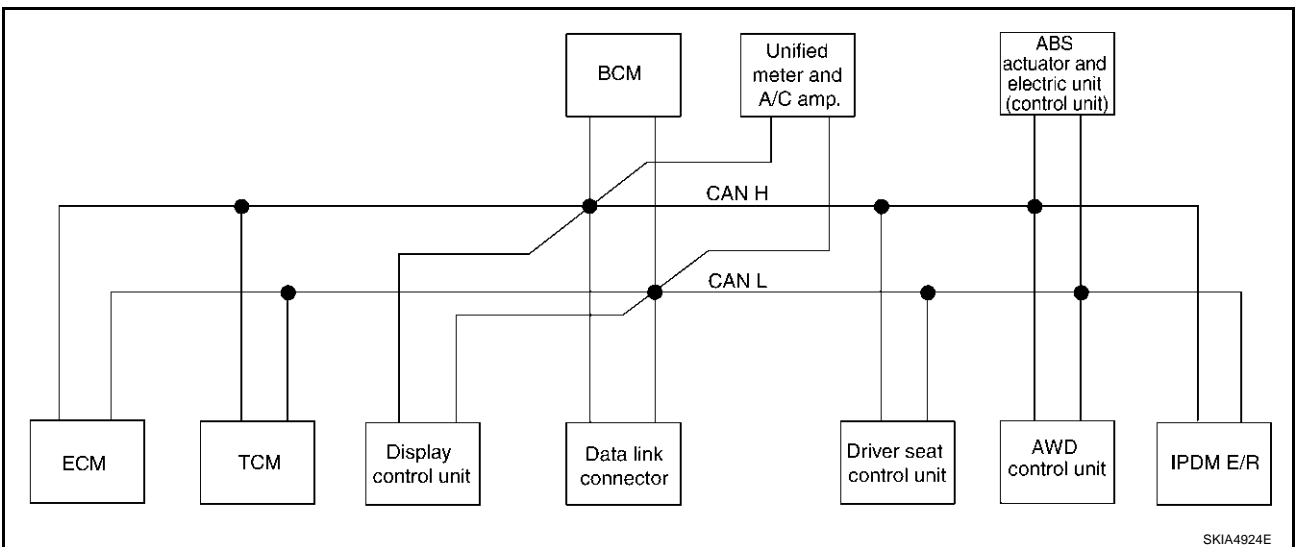 BCM
Unified
meter and
A/C amp.
ABS
actuator and
electric unit
(control unit)
CAN H
CAN L
ECM
TCM
Display
control unit
Data link
connector
Driver seat
control unit
AWD
control unit
IPDM E/R
SKIA4924E